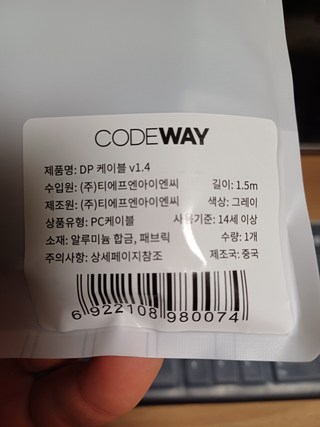 CODEWAY
제품명: DP 케이블 v1.4
수입원: (주)티에프엔아이엔씨 길이: 1.5m
제조원: (주)티에프엔아이엔씨 색상: 그레이
상품유형: PC케이블 사용기준: 14세 이상
소재: 알루미늄 합금, 패브릭 수량: 1개
주의사항: 상세페이지참조 제조국: 중국
6 922108 980074